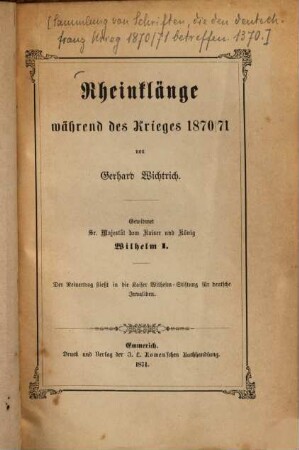 [Sammlung von Schriften, die den deutsch-
franz Krieg 1870/71 betreffen 1370.]
Rheinklänge
während des Krieges 1870/71
von
Gerhard Wichtrich.
Gewidmet
Sr. Majestät dem Kaiser und König
Wilhelm I.
Der Reinertrag fließt in die Kaiser Wilhelm-Stiftung für deutsche
Invaliden.
Emmerich.
Druck und Verlag der J. L. Romen'schen Buchhandlung.
1871.